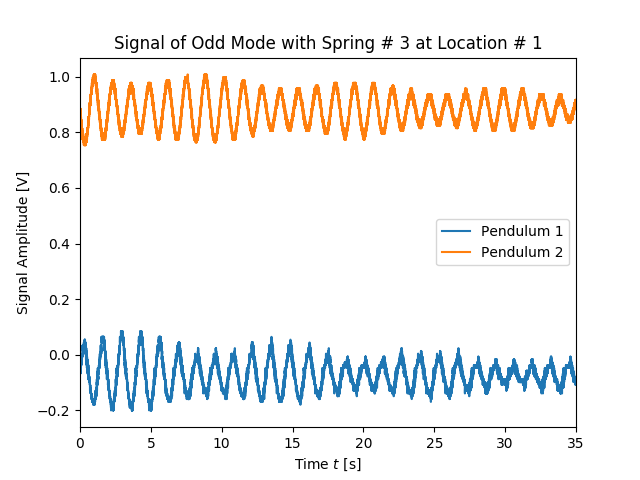 Signal of Odd Mode with Spring # 3 at Location # 1
Signal Amplitude [V]
1.0
0.8
0.6
0.4
0.2
0.0
−0.2
Pendulum 1
Pendulum 2
0 5 10 15 20 25 30 35
Time t [s]